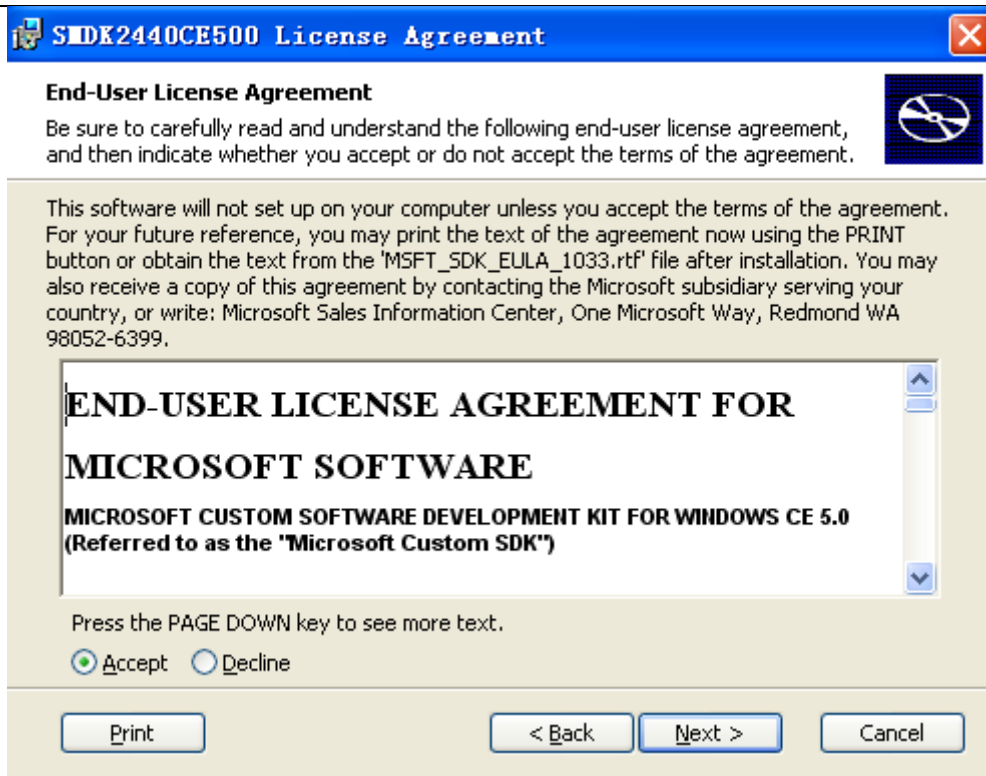 SMDK2440CE500 License Agreement
End-User License Agreement
Be sure to carefully read and understand the following end-user license agreement,
and then indicate whether you accept or do not accept the terms of the agreement.
This software will not set up on your computer unless you accept the terms of the agreement.
For your future reference, you may print the text of the agreement now using the PRINT
button or obtain the text from the 'MSFT_SDK_EULA_1033.rtf' file after installation. You may
also receive a copy of this agreement by contacting the Microsoft subsidiary serving your
country, or write: Microsoft Sales Information Center, One Microsoft Way, Redmond WA
98052-6399.
END-USER LICENSE AGREEMENT FOR
MICROSOFT SOFTWARE
MICROSOFT CUSTOM SOFTWARE DEVELOPMENT KIT FOR WINDOWS CE 5.0
(Referred to as the "Microsoft Custom SDK")
Press the PAGE DOWN key to see more text.
Accept Decline
Print < Back Next > Cancel